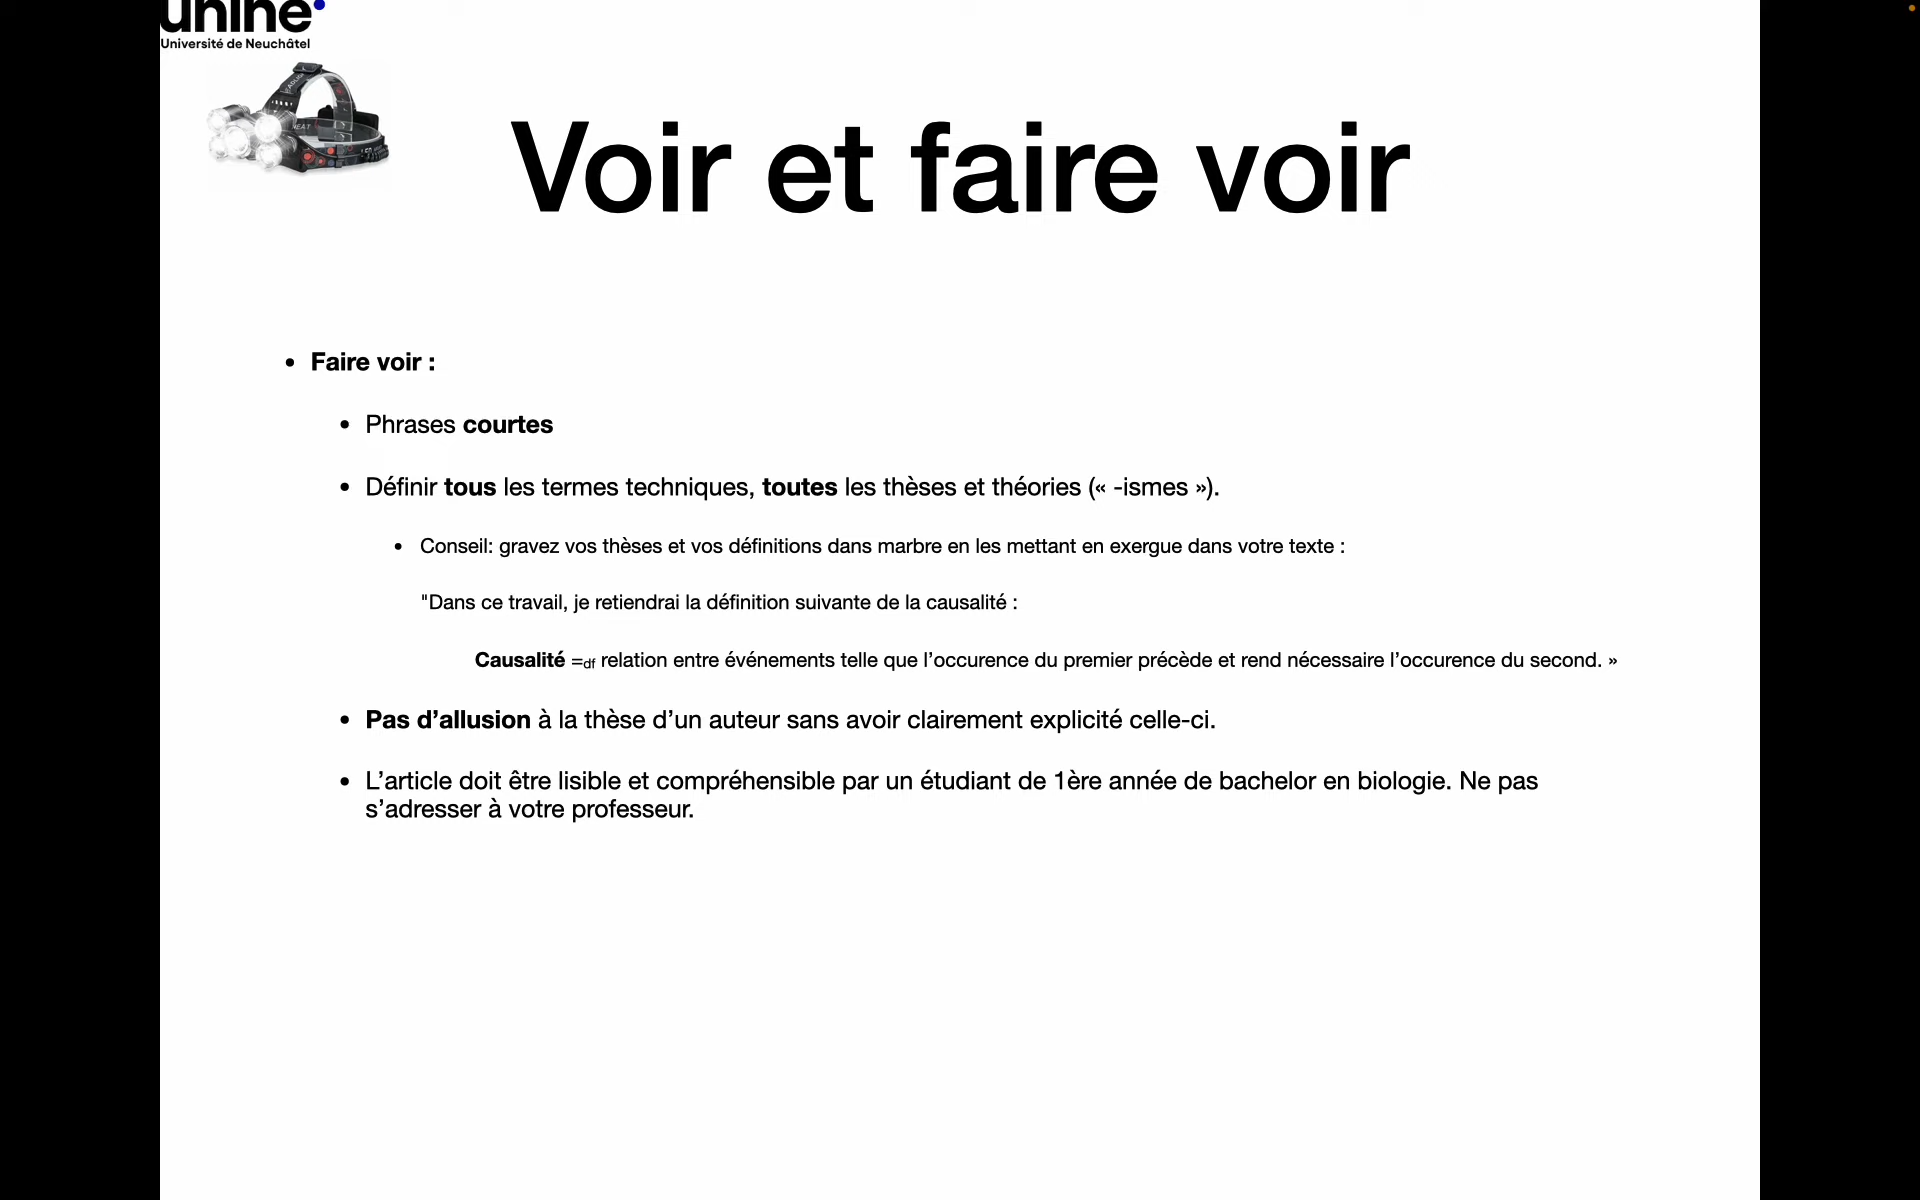 unine
Université de Neuchâtel
Voir et faire voir
• Faire voir :
• Phrases courtes
• Définir tous les termes techniques, toutes les thèses et théories (« -ismes »).
• Conseil: gravez vos thèses et vos définitions dans marbre en les mettant en exergue dans votre texte :
"Dans ce travail, je retiendrai la définition suivante de la causalité :
Causalité =df relation entre événements telle que l’occurence du premier précède et rend nécessaire l’occurence du second. »
• Pas d’allusion à la thèse d’un auteur sans avoir clairement explicité celle-ci.
• L’article doit être lisible et compréhensible par un étudiant de 1ère année de bachelor en biologie. Ne pas
s’adresser à votre professeur.